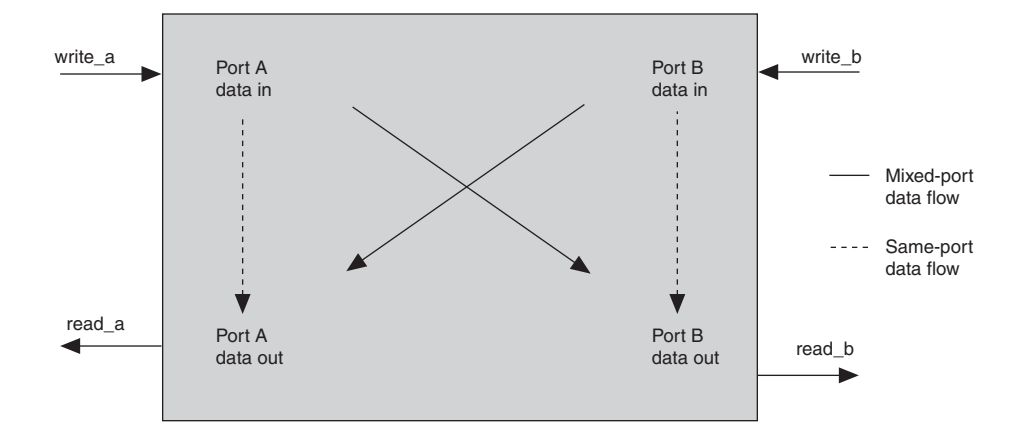 write_a
Port A
data in
Port B
data in
write_b
Mixed-port
data flow
Same-port
data flow
read_a
Port A
data out
Port B
data out
read_b